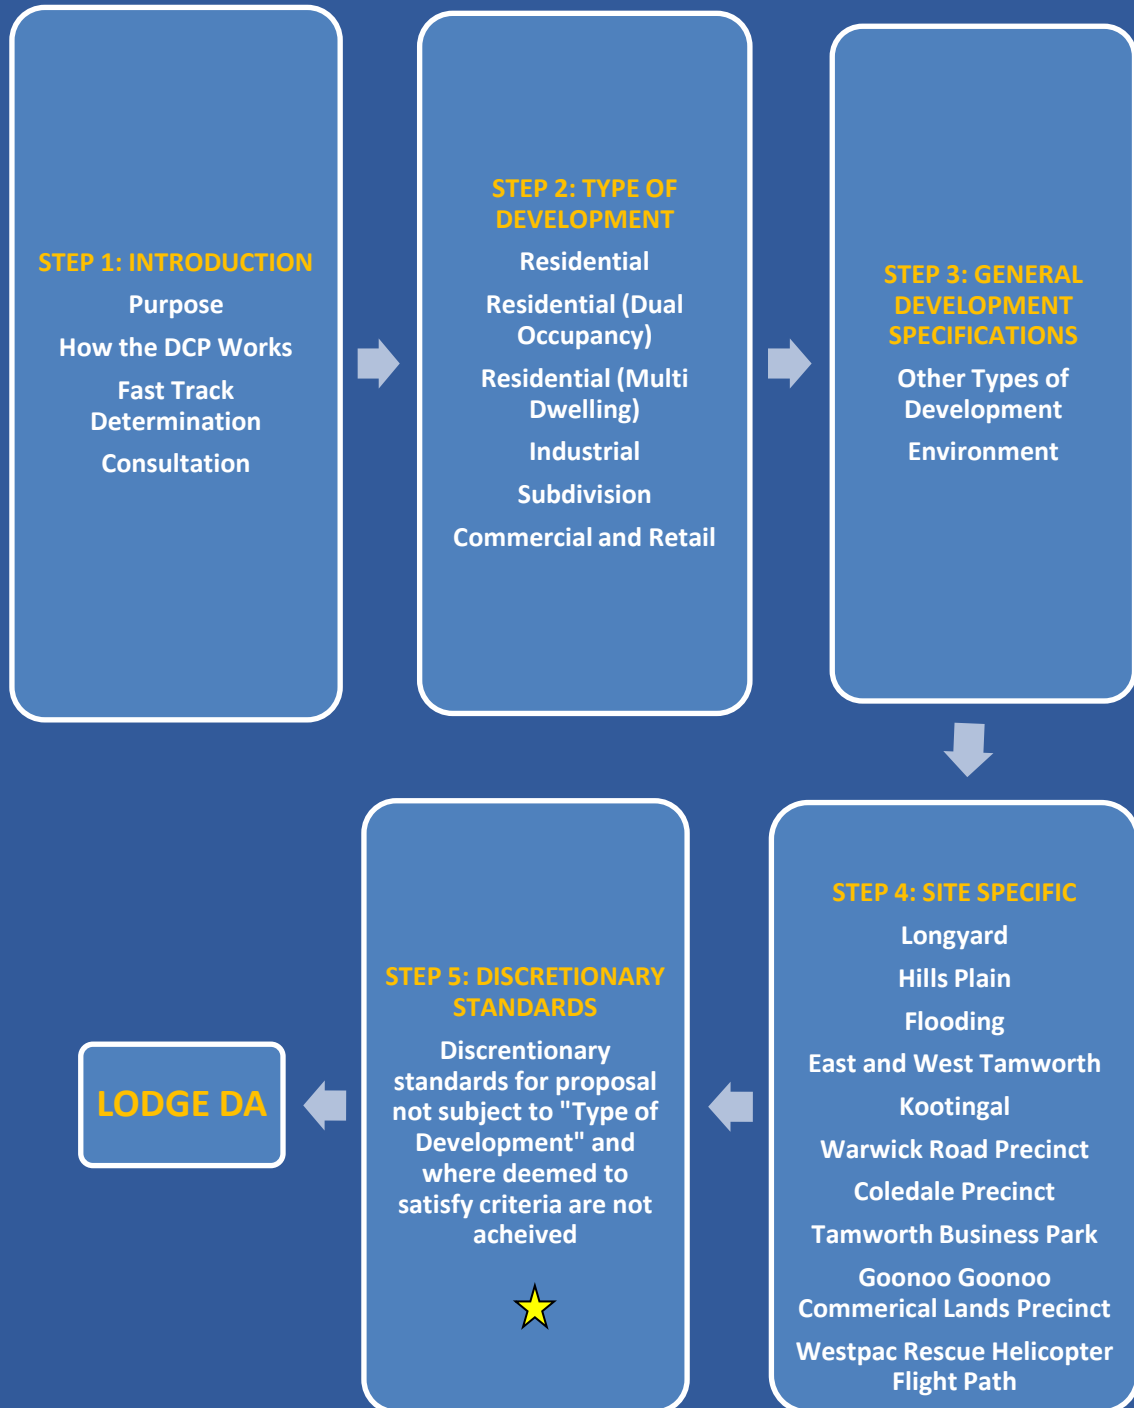 STEP 1: INTRODUCTION
Purpose
How the DCP Works
Fast Track
Determination
Consultation
STEP 2: TYPE OF
DEVELOPMENT
Residential
Residential (Dual
Occupancy)
Residential (Multi
Dwelling)
Industrial
Subdivision
Commercial and Retail
STEP 3: GENERAL
DEVELOPMENT
SPECIFICATIONS
Other Types of
Development
Environment
STEP 4: SITE SPECIFIC
Longyard
Hills Plain
Flooding
East and West Tamworth
Kootingal
Warwick Road Precinct
Coledale Precinct
Tamworth Business Park
Goonoo Goonoo
Commerical Lands Precinct
Westpac Rescue Helicopter
Flight Path
STEP 5: DISCRETIONARY
STANDARDS
Discrentionary
standards for proposal
not subject to "Type of
Development" and
where deemed to
satisfy criteria are not
acheived
LODGE DA